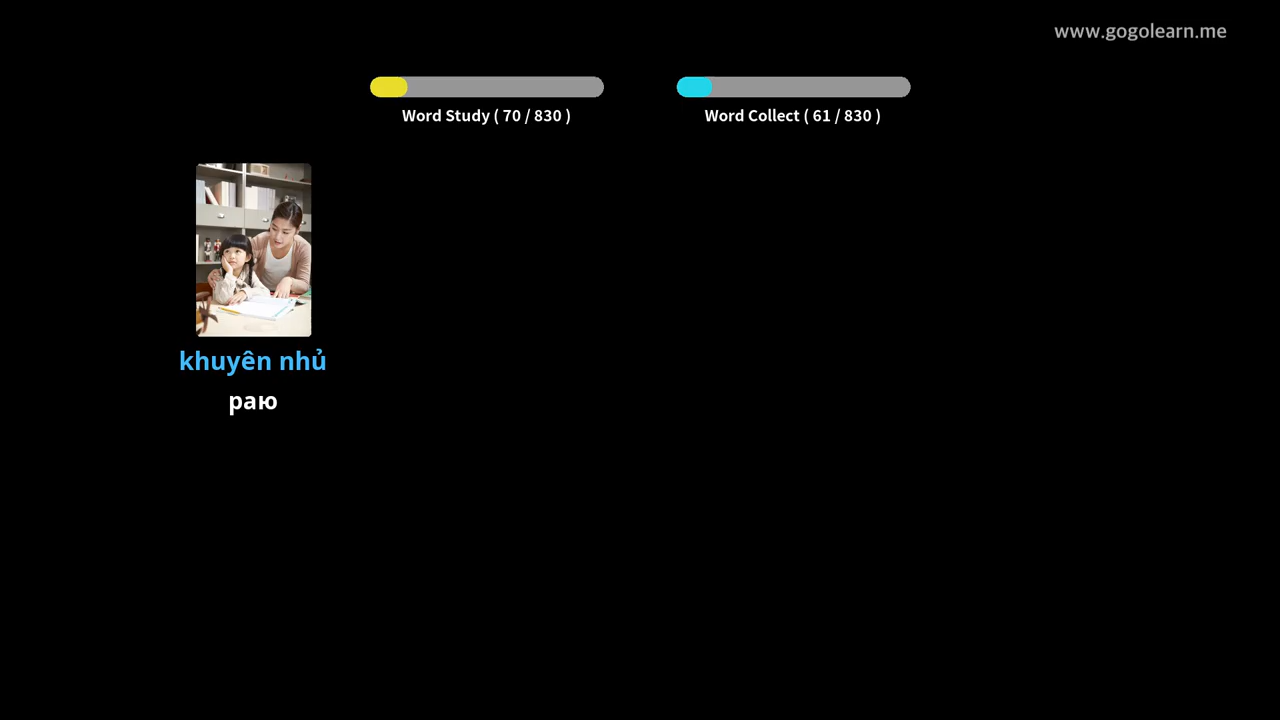 www.gogolearn.me
Word Study ( 70 / 830 )
Word Collect ( 61 / 830 )
khuyên nhủ
раю